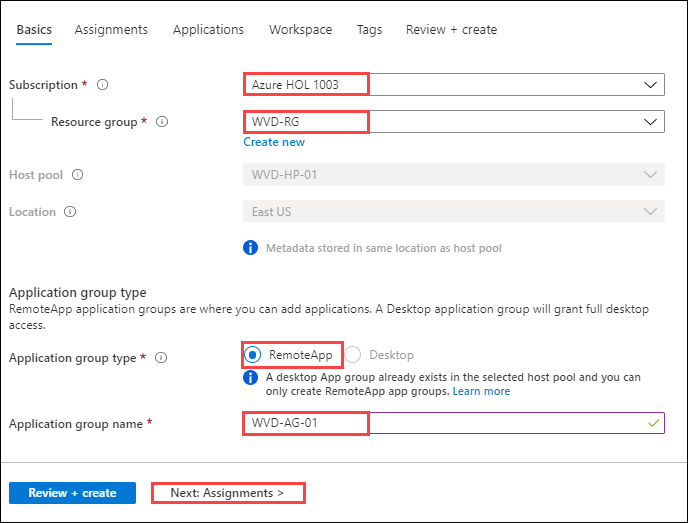 Basics Assignments Applications Workspace Tags Review + create
Subscription * Azure HOL 1003
Resource group * WVD-RG
Create new
Host pool WVD-HP-01
Location East US
Metadata stored in same location as host pool
Application group type
RemoteApp application groups are where you can add applications. A Desktop application group will grant full desktop
access.
Application group type * RemoteApp Desktop
A desktop App group already exists in the selected host pool and you can
only create RemoteApp app groups. Learn more
Application group name * WVD-AG-01
Review + create Next: Assignments >